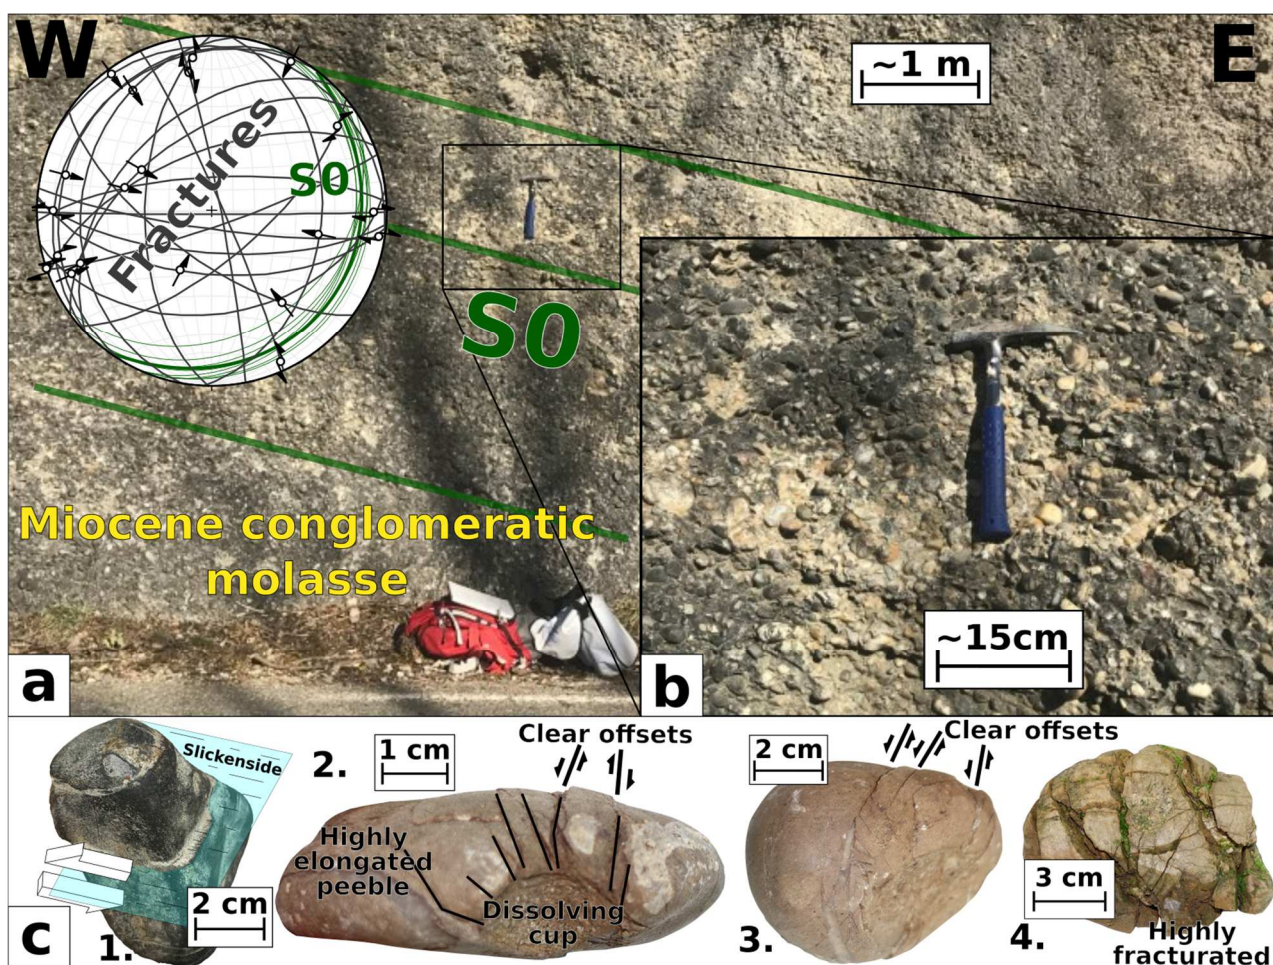 W
E
~1 m
Fractures
S0
S0
Miocene conglomeratic
molasse
a
~15cm
b
Slickenside
2 cm
c
1.
2.
1 cm
Clear offsets
Highly
elongated
peeble
Dissolving
cup
2 cm
Clear offsets
3.
3 cm
4.
Highly
fracturated